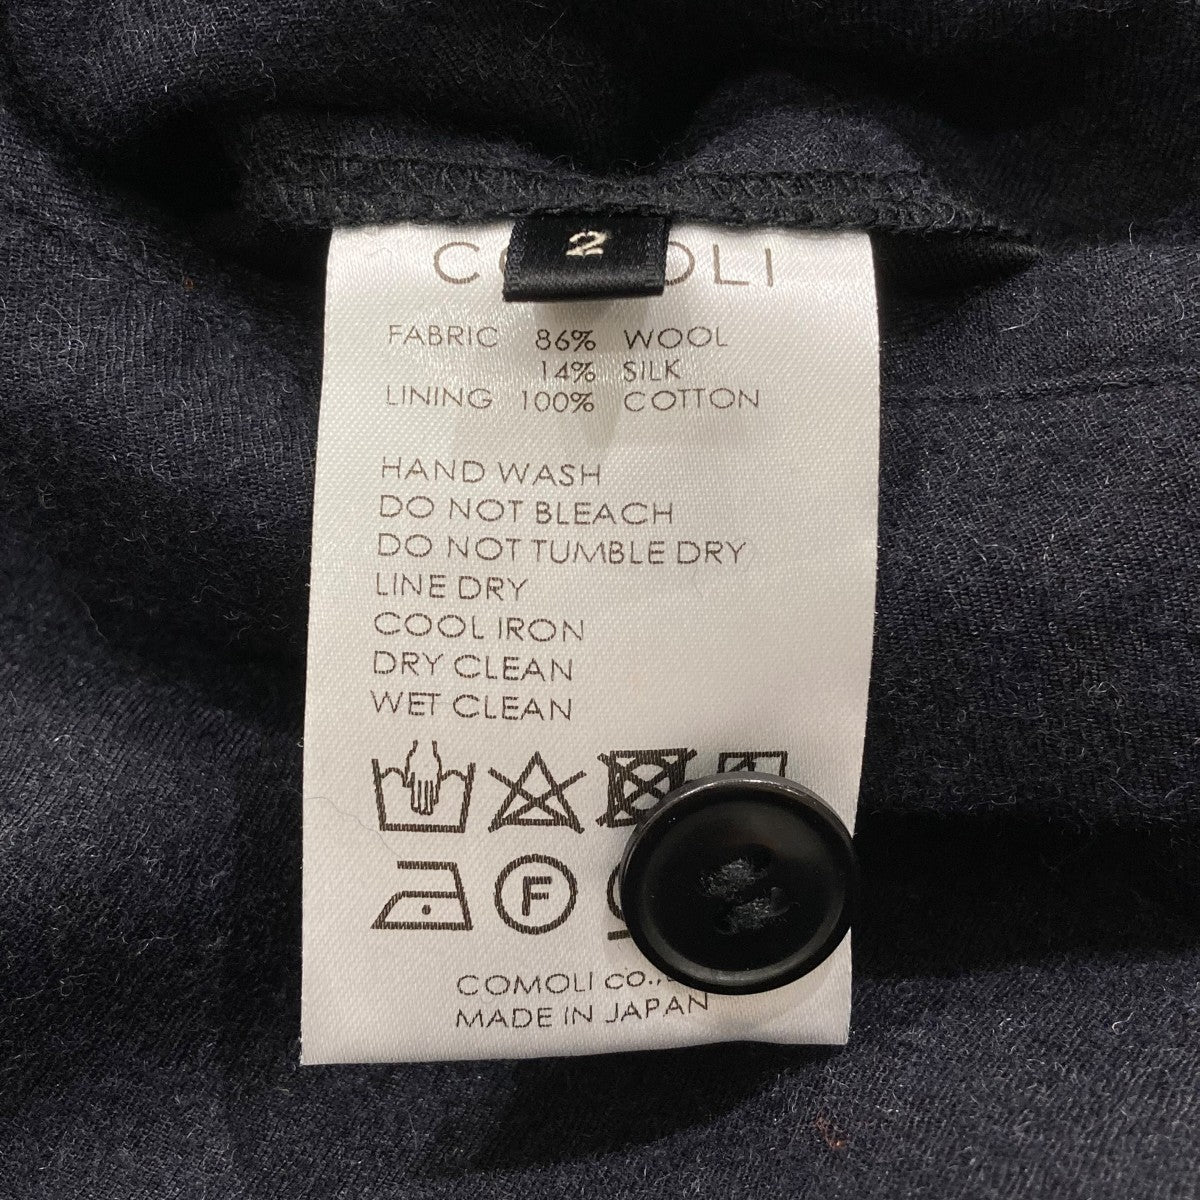 2
FABRIC 86% WOOL
14% SILK
LINING 100% COTTON
HAND WASH
DO NOT BLEACH
DO NOT TUMBLE DRY
LINE DRY
COOL IRON
DRY CLEAN
WET CLEAN
F
COMOLI CO.,
MADE IN JAPAN